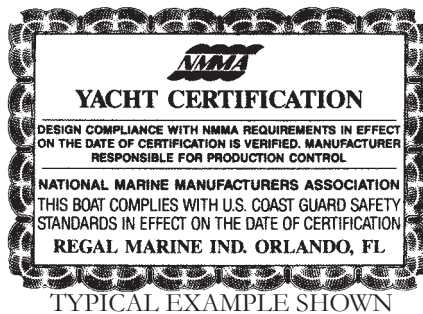 NMMA
YACHT CERTIFICATION
DESIGN COMPLIANCE WITH NMMA REQUIREMENTS IN EFFECT
ON THE DATE OF CERTIFICATION IS VERIFIED. MANUFACTURER
RESPONSIBLE FOR PRODUCTION CONTROL
NATIONAL MARINE MANUFACTURERS ASSOCIATION
THIS BOAT COMPLIES WITH U.S. COAST GUARD SAFETY
STANDARDS IN EFFECT ON THE DATE OF CERTIFICATION
REGAL MARINE IND. ORLANDO, FL
TYPICAL EXAMPLE SHOWN